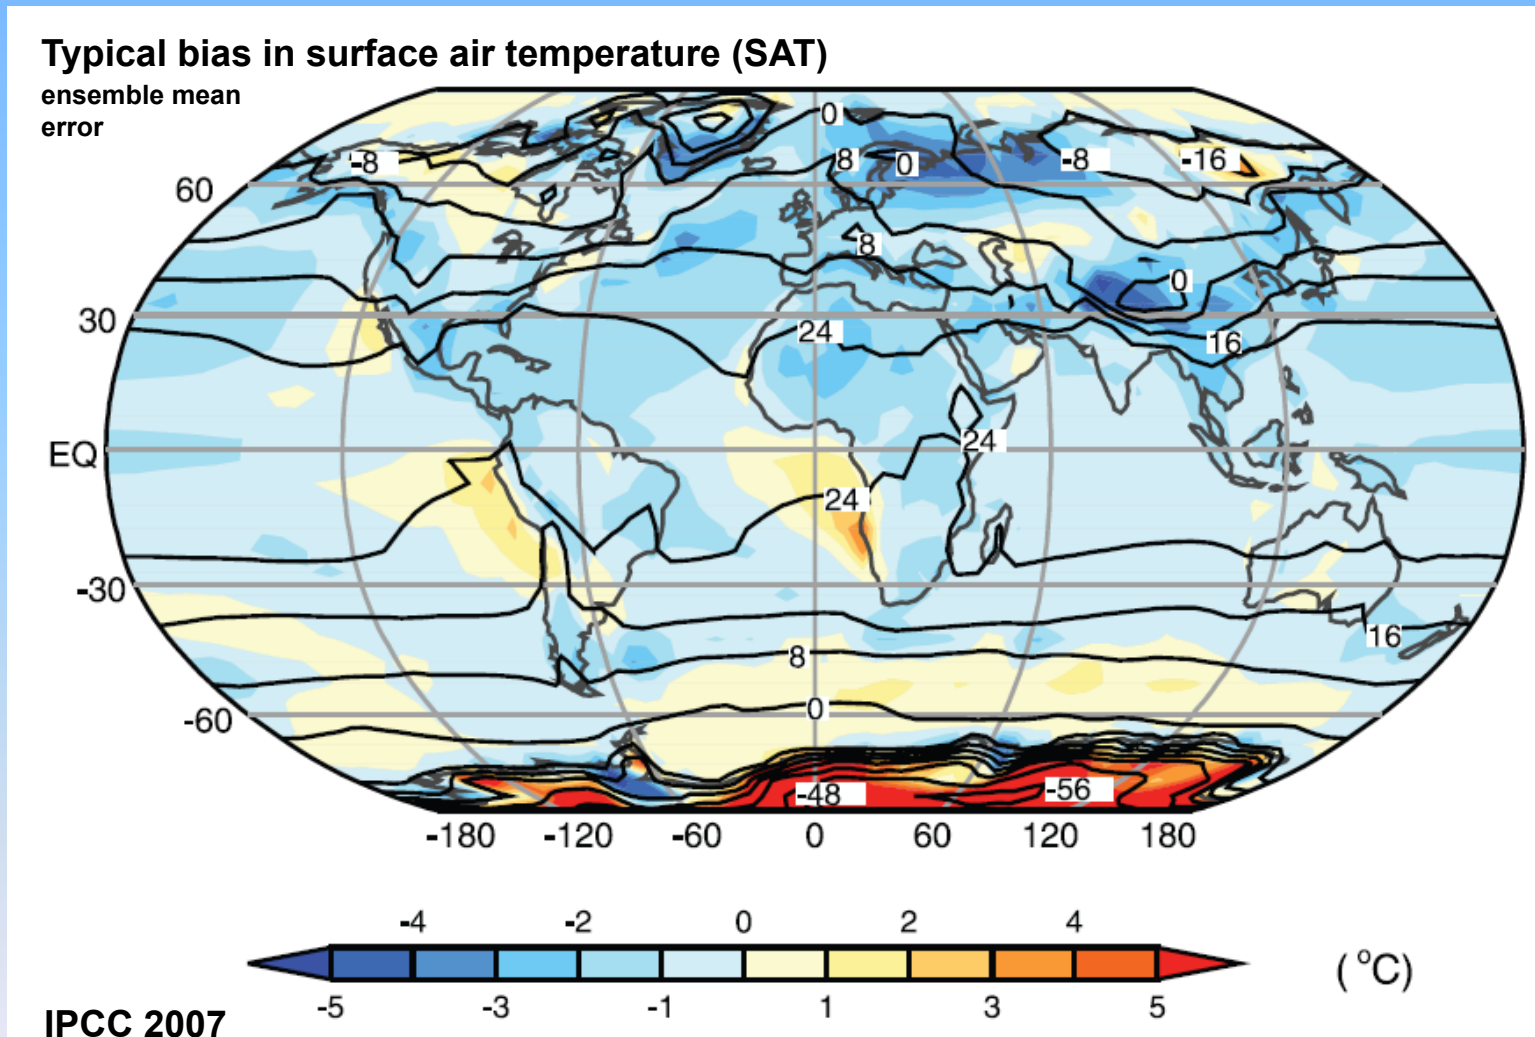 Typical bias in surface air temperature (SAT)
ensemble mean
error
0
-8
8
0
-8
-16
60
8
0
30
24
16
EQ
24
24
-30
16
8
-60
0
-48
-56
-180 -120 -60 0 60 120 180
-4 -2 0 2 4
(°C)
-5 -3 -1 1 3 5
IPCC 2007